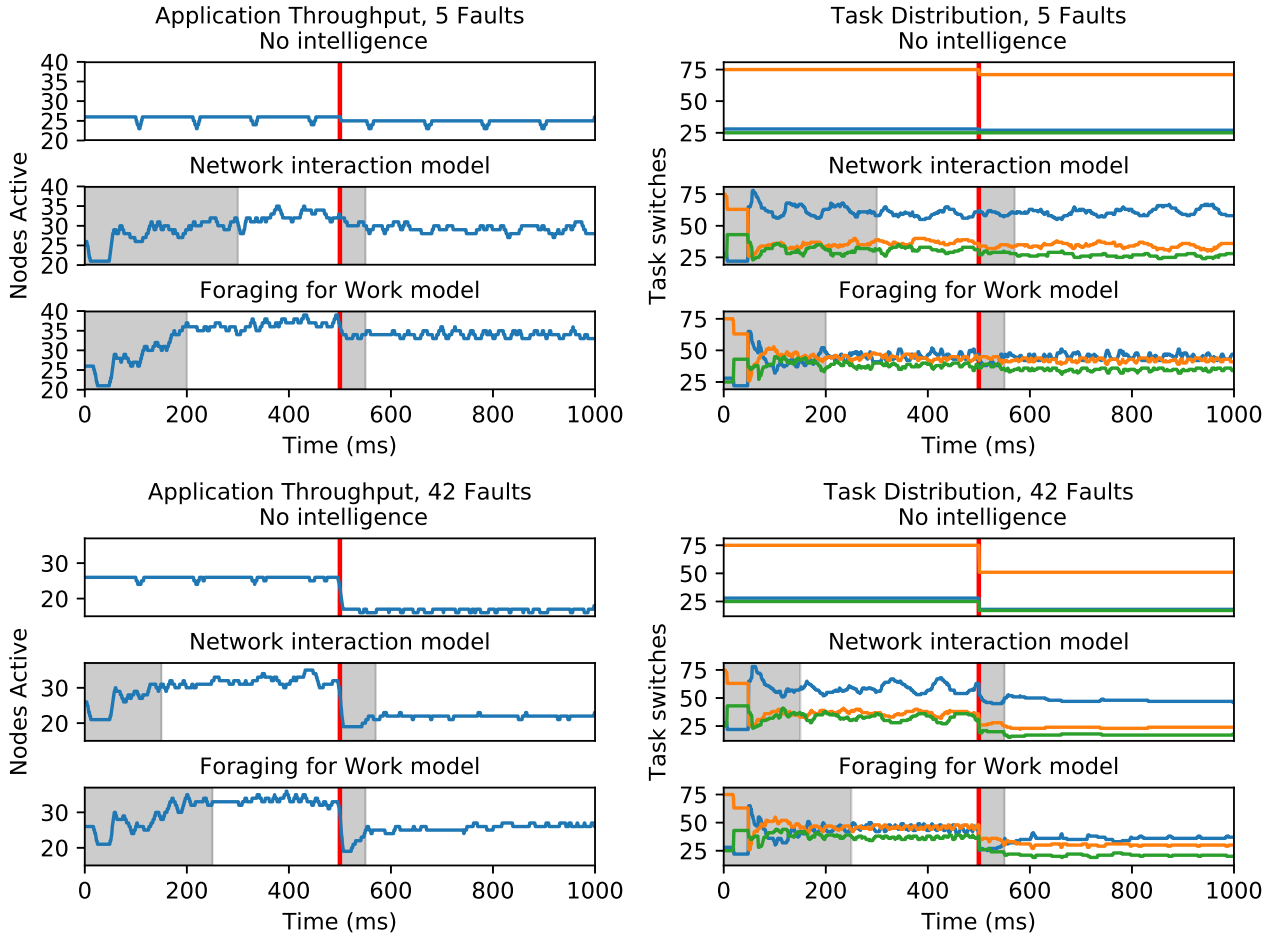 Application Throughput, 5 Faults
No intelligence
40
35
30
25
20
Network interaction model
40
35
30
25
20
Nodes Active
Foraging for Work model
40
35
30
25
20
0 200 400 600 800 1000
Time (ms)
Task Distribution, 5 Faults
No intelligence
75
50
25
Network interaction model
75
50
25
Task switches
Foraging for Work model
75
50
25
0 200 400 600 800 1000
Time (ms)
Application Throughput, 42 Faults
No intelligence
30
20
Network interaction model
30
20
Nodes Active
Foraging for Work model
30
20
0 200 400 600 800 1000
Time (ms)
Task Distribution, 42 Faults
No intelligence
75
50
25
Network interaction model
75
50
25
Task switches
Foraging for Work model
75
50
25
0 200 400 600 800 1000
Time (ms)